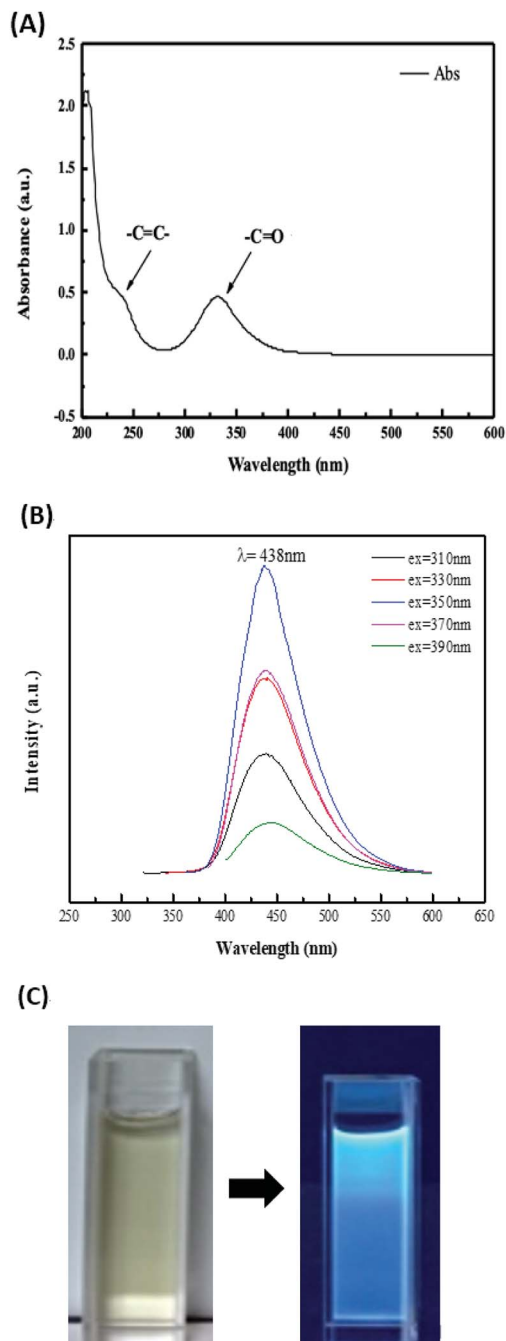 (A)
2.5
2.0
1.5
1.0
0.5
0.0
-0.5
Absorbance (a.u.)
Abs
-C=C-
-C=O
200 250 300 350 400 450 500 550 600
Wavelength (nm)
(B)
λ= 438nm
ex=310nm
ex=330nm
ex=350nm
ex=370nm
ex=390nm
Intensity (a.u.)
250 300 350 400 450 500 550 600 650
Wavelength (nm)
(C)